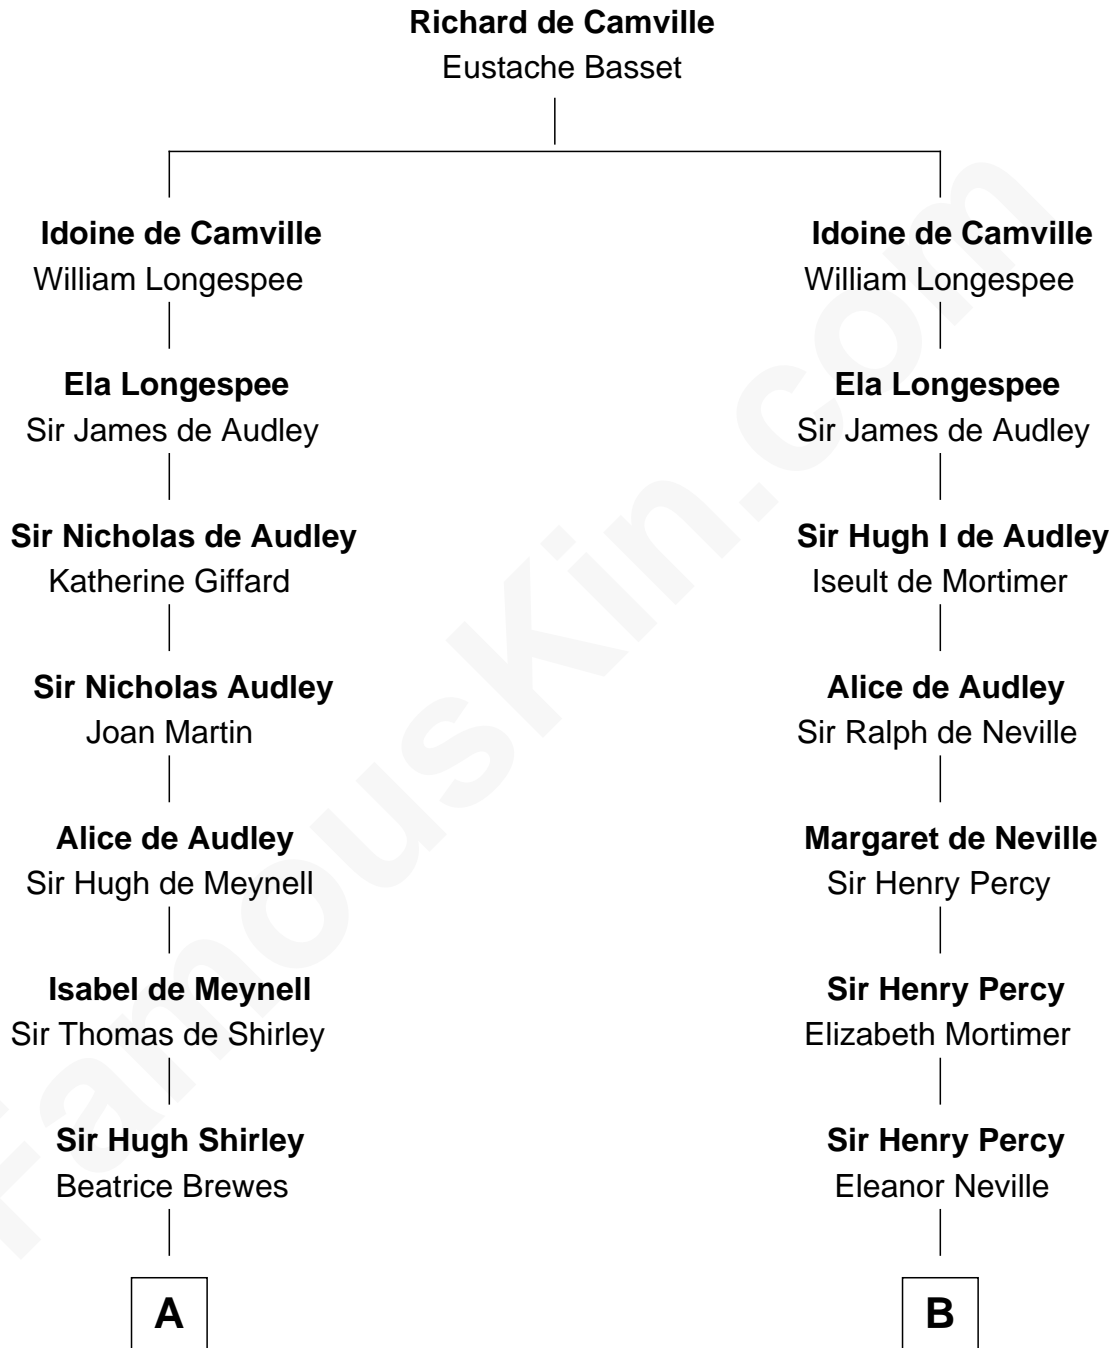 Richard de Camville
Eustache Basset
Idoine de Camville
William Longespee
Idoine de Camville
William Longespee
Ela Longespee
Sir James de Audley
Ela Longespee
Sir James de Audley
Sir Nicholas de Audley
Katherine Giffard
Sir Hugh I de Audley
Iseult de Mortimer
Sir Nicholas Audley
Joan Martin
Alice de Audley
Sir Ralph de Neville
Alice de Audley
Sir Hugh de Meynell
Margaret de Neville
Sir Henry Percy
Isabel de Meynell
Sir Thomas de Shirley
Sir Henry Percy
Elizabeth Mortimer
Sir Hugh Shirley
Beatrice Brewes
Sir Henry Percy
Eleanor Neville
A
B
FamousKin.com